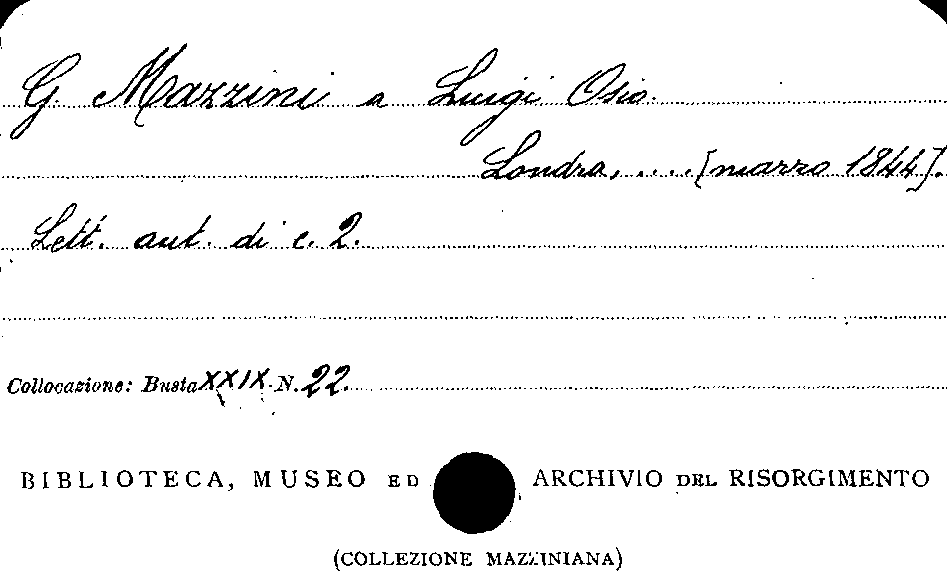 G. Mazzini a Luigi Osio.
Londra, .... [marzo 1844].
Lett. aut. di c. 2.
Collocazione: Busta XXIX N. 22.
BIBLIOTECA, MUSEO ED ARCHIVIO DEL RISORGIMENTO
(COLLEZIONE MAZZINIANA)